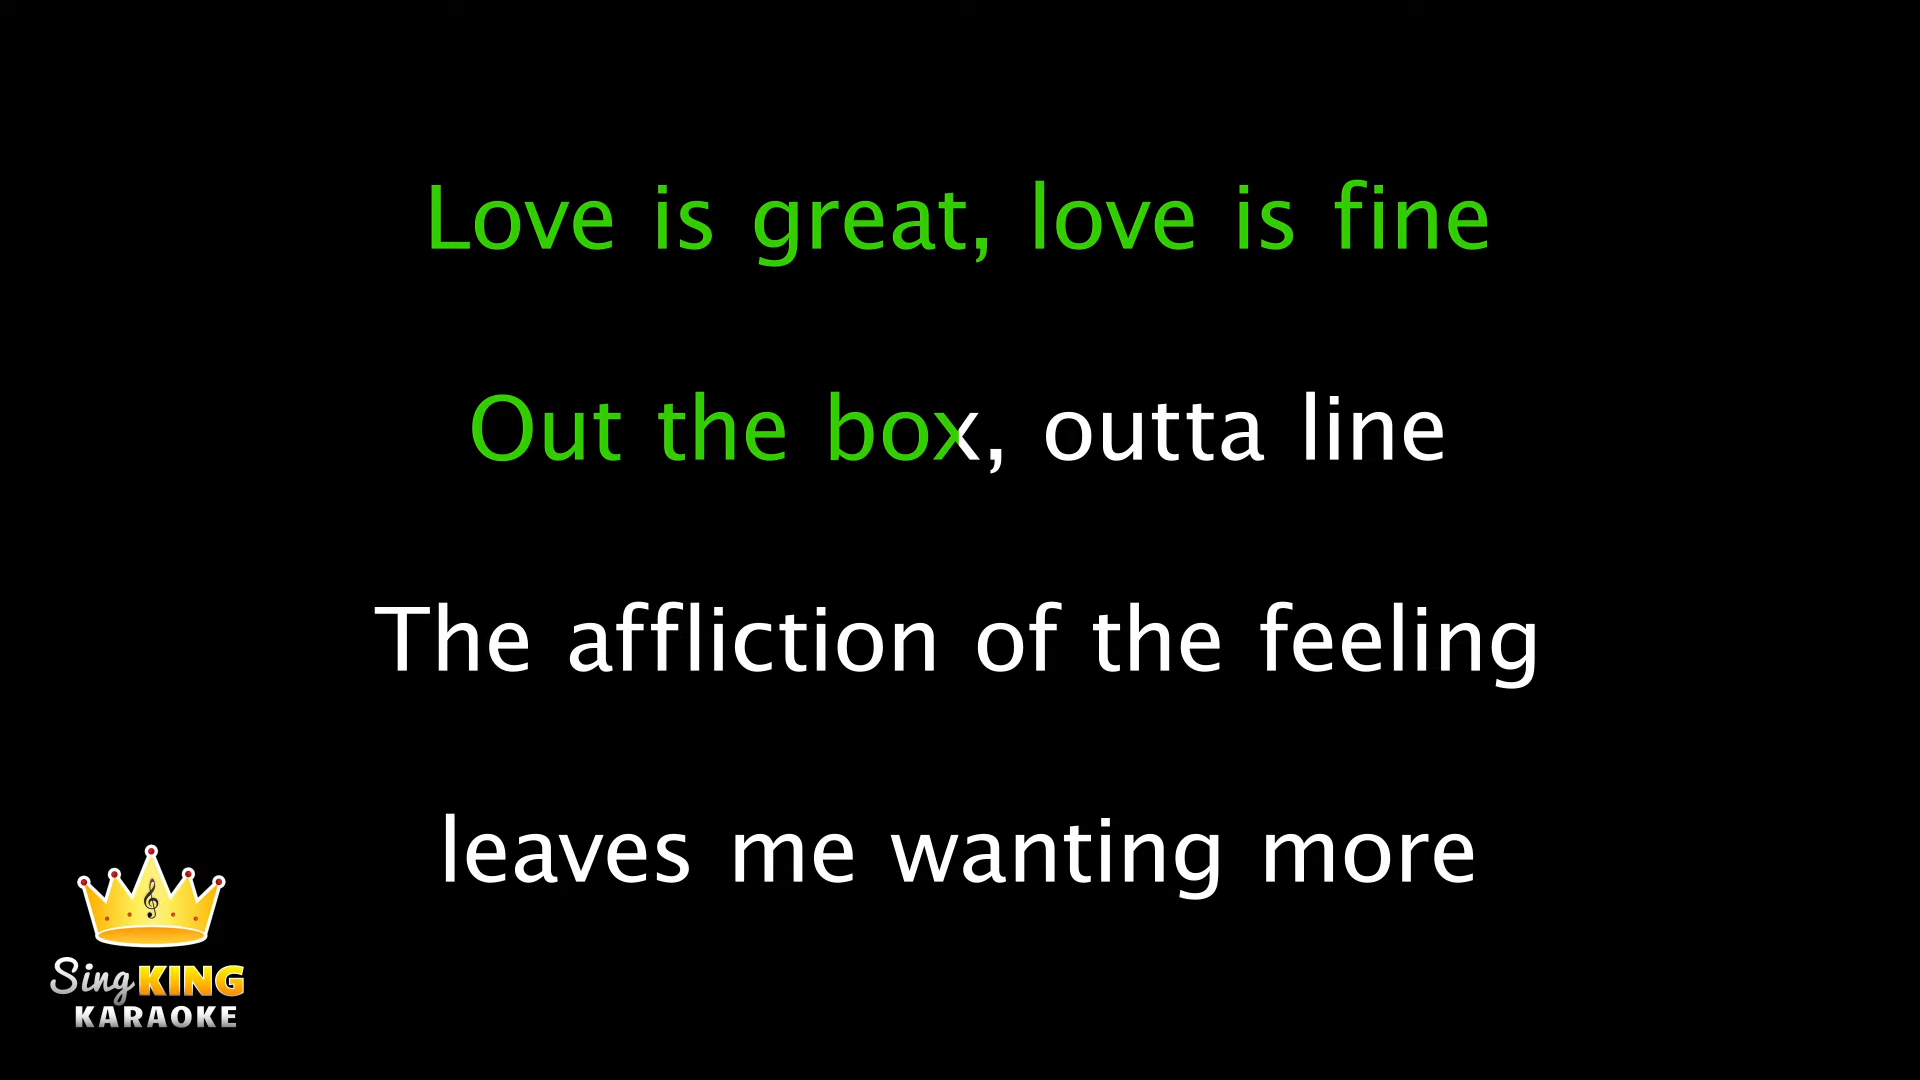 Love is great, love is fine
Out the box, outta line
The affliction of the feeling
leaves me wanting more
Sing KING
KARAOKE